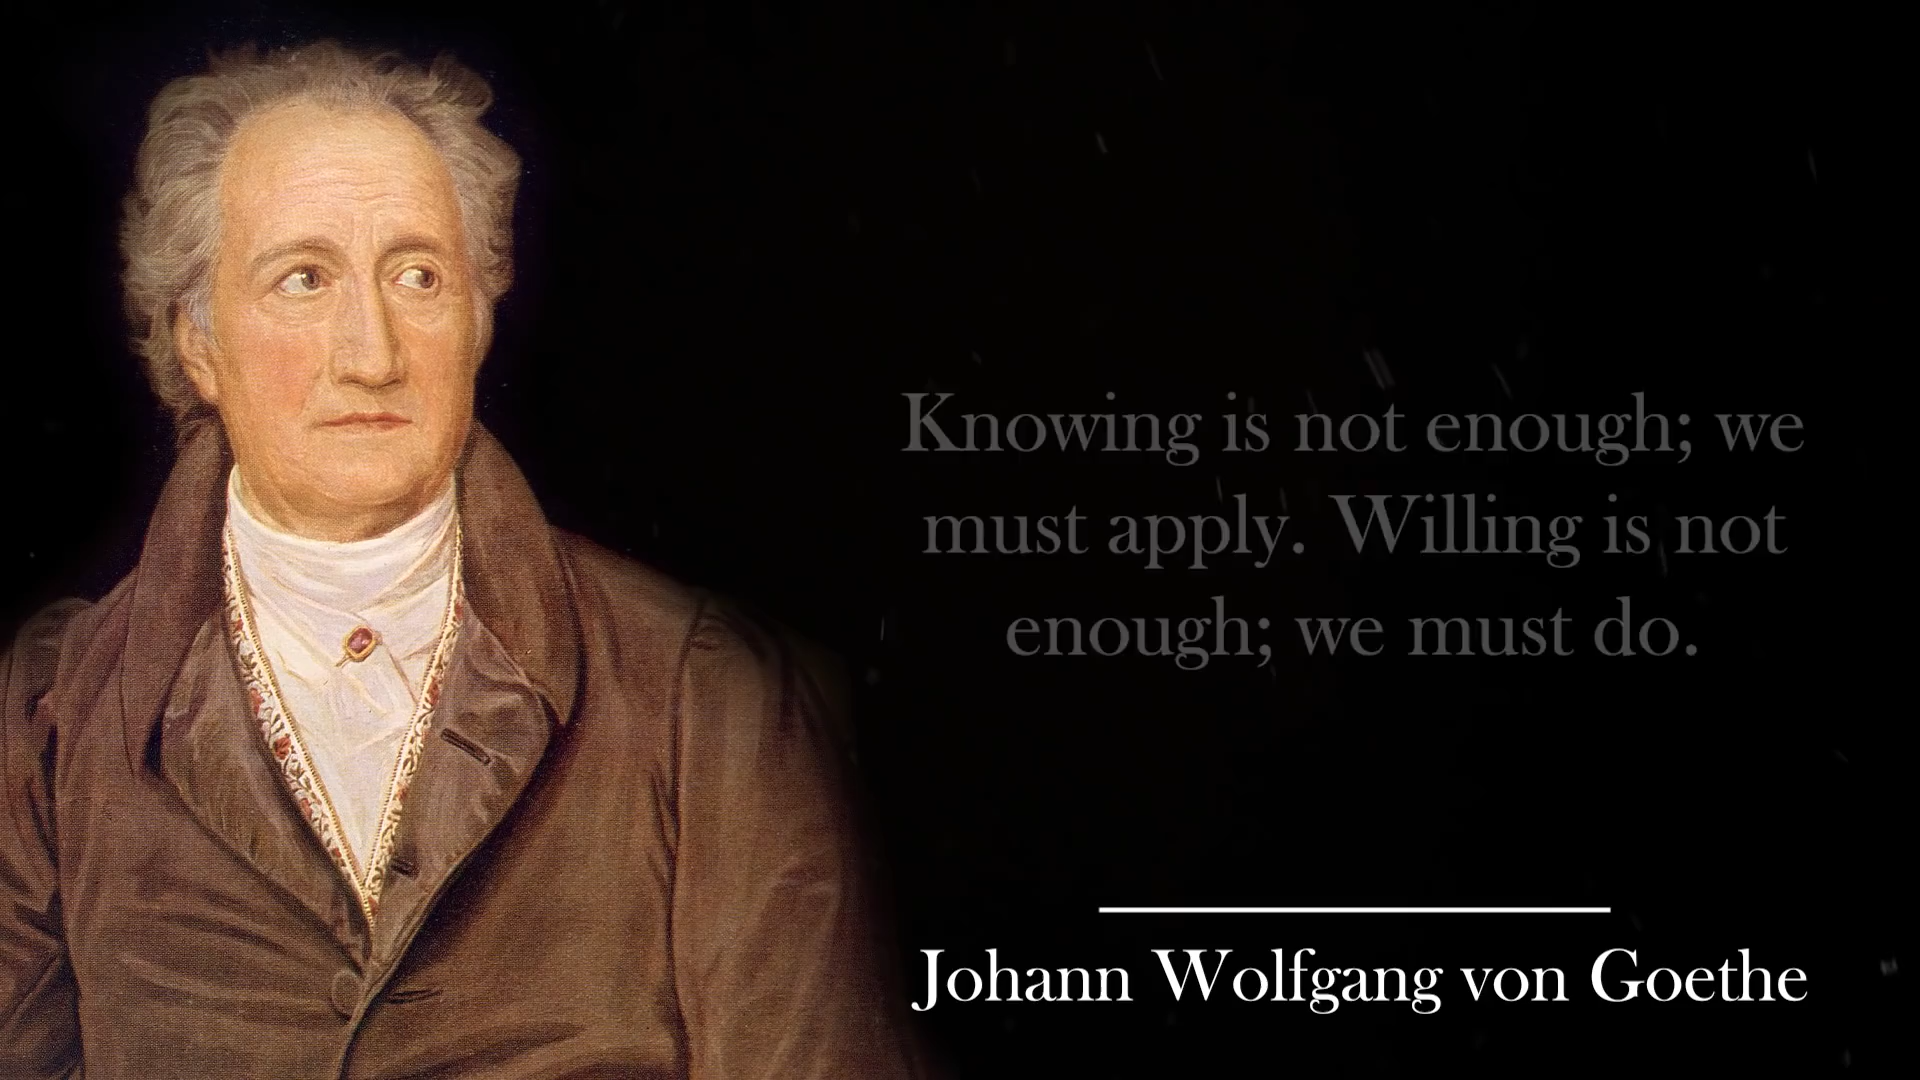 Knowing is not enough; we
must apply. Willing is not
enough; we must do.
Johann Wolfgang von Goethe